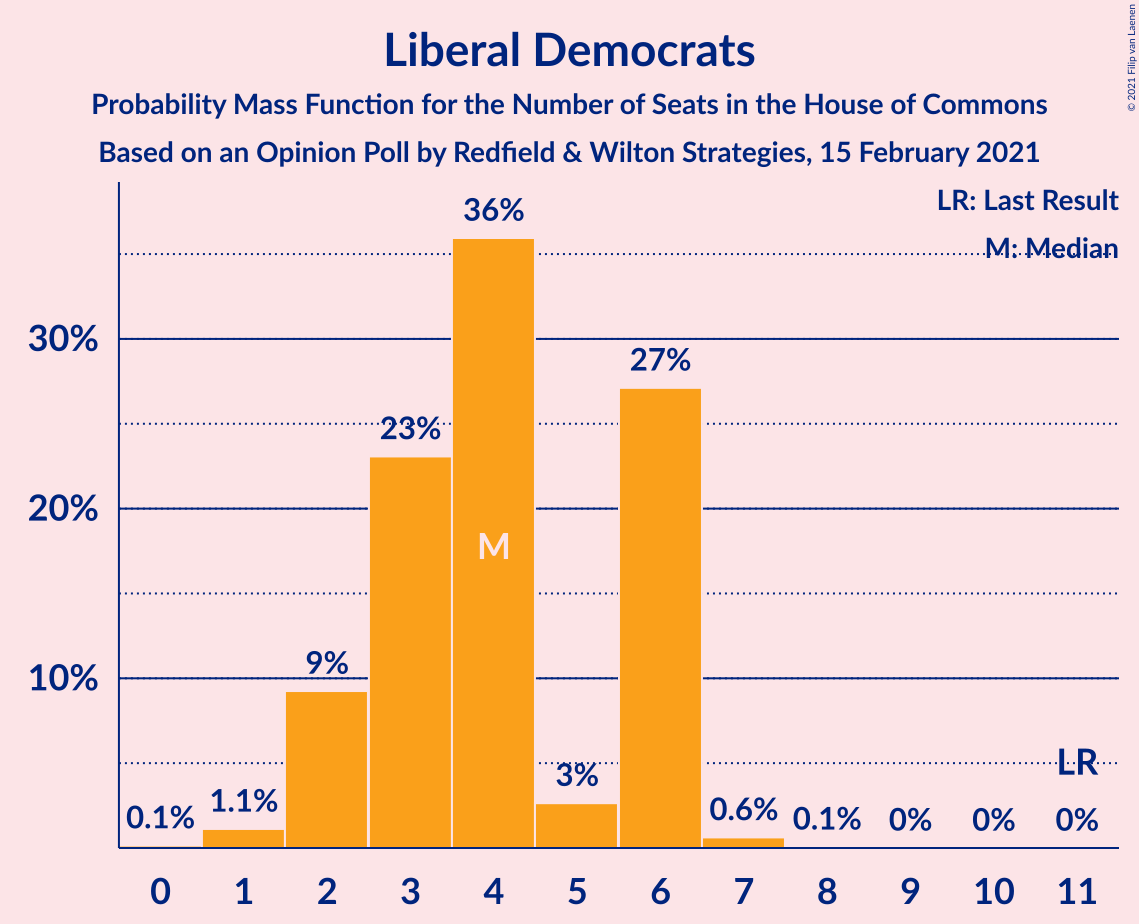 Liberal Democrats
Probability Mass Function for the Number of Seats in the House of Commons
Based on an Opinion Poll by Redfield & Wilton Strategies, 15 February 2021
© 2021 Filip van Laenen
LR: Last Result
M: Median
36%
30%
27%
23%
20%
M
10%
9%
LR
3%
0.1% 1.1% 0.6% 0.1% 0% 0% 0%
0 1 2 3 4 5 6 7 8 9 10 11